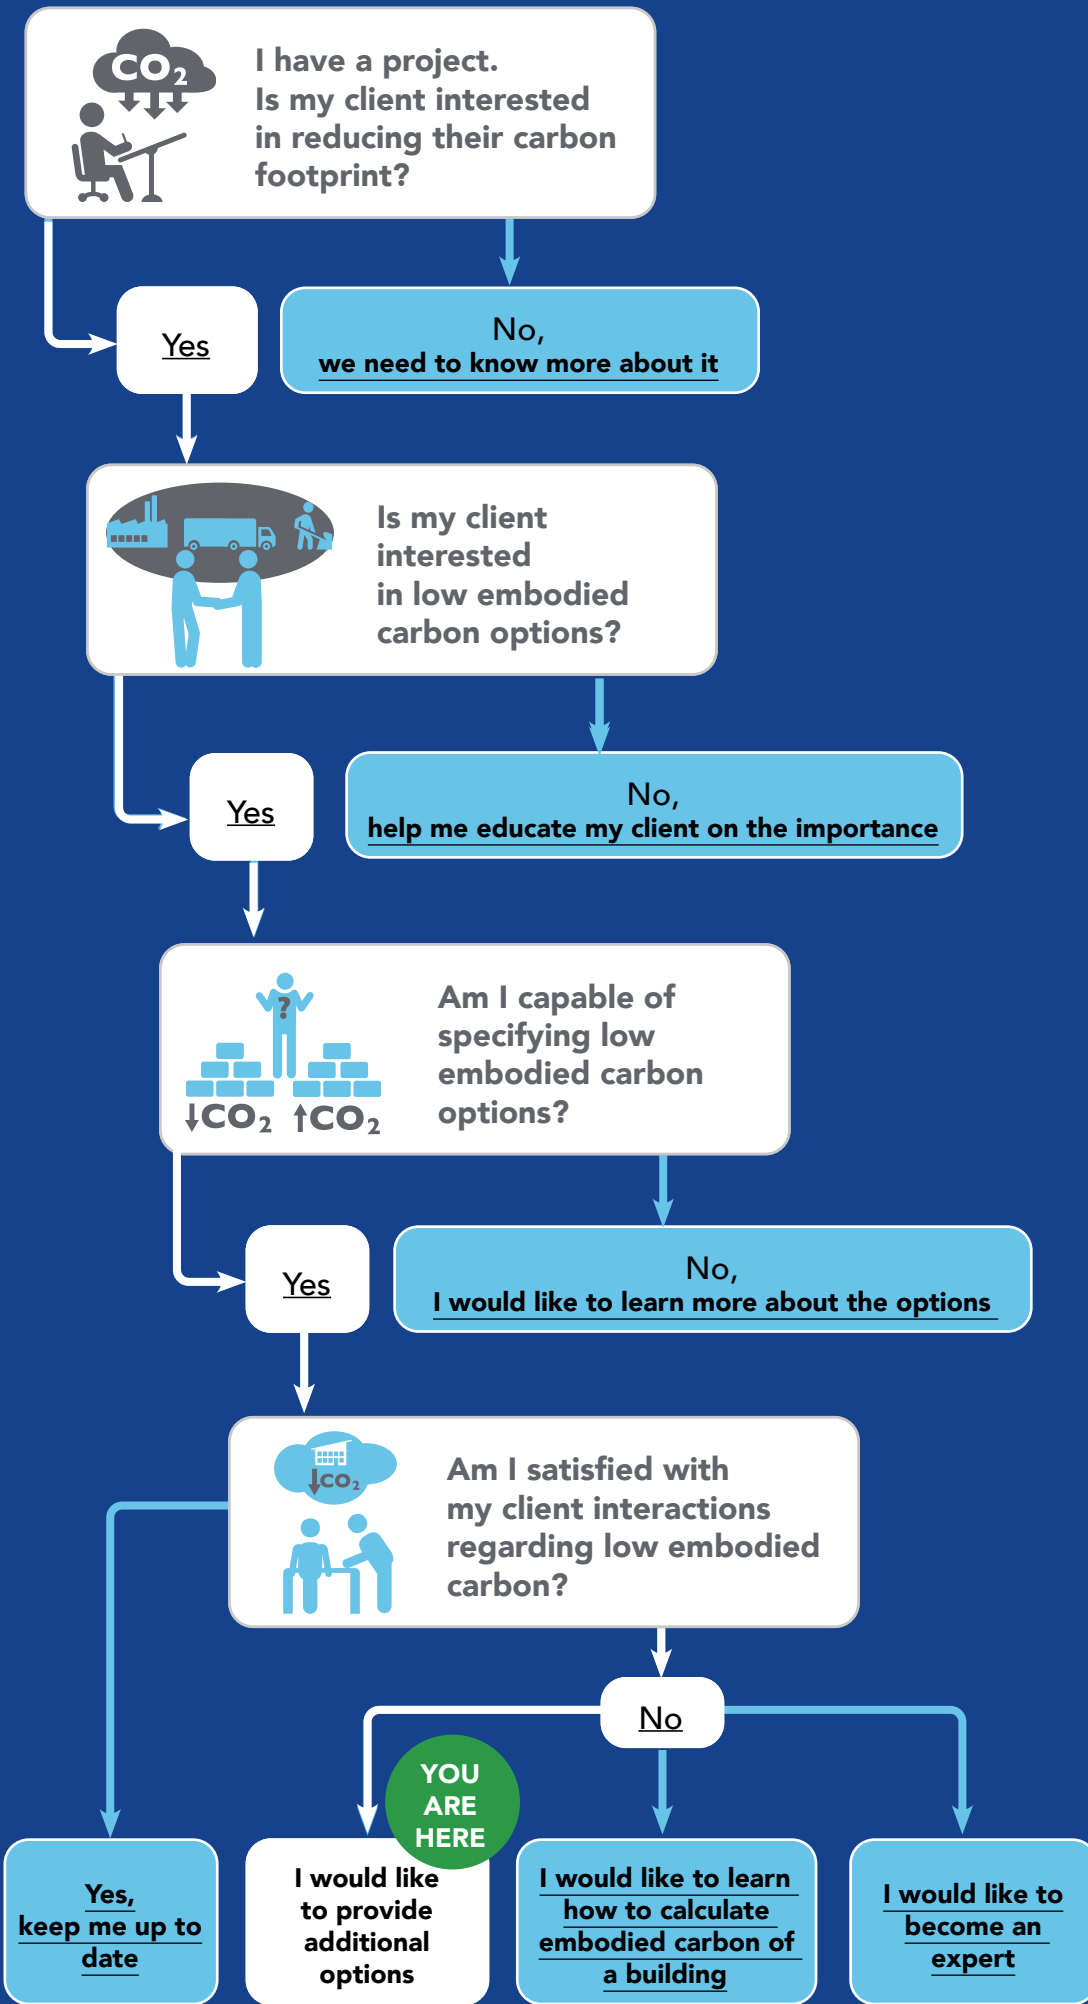 CO2
I have a project.
Is my client interested
in reducing their carbon
footprint?
Yes
No,
we need to know more about it
Is my client
interested
in low embodied
carbon options?
Yes
No,
help me educate my client on the importance
?
↓CO2 ↑CO2
Am I capable of
specifying low
embodied carbon
options?
Yes
No,
I would like to learn more about the options
↓CO2
Am I satisfied with
my client interactions
regarding low embodied
carbon?
No
YOU
ARE
HERE
Yes,
keep me up to
date
I would like
to provide
additional
options
I would like to learn
how to calculate
embodied carbon of
a building
I would like to
become an
expert